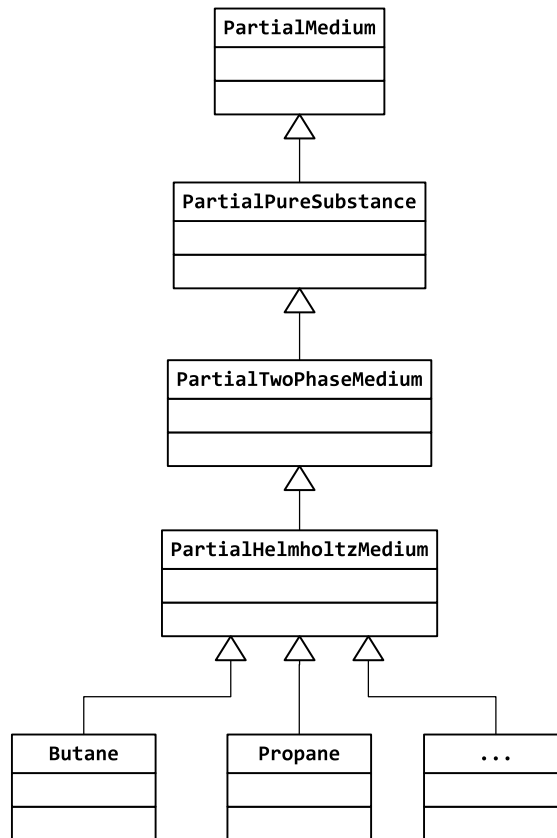 PartialMedium
PartialPureSubstance
PartialTwoPhaseMedium
PartialHelmholtzMedium
Butane
Propane
...